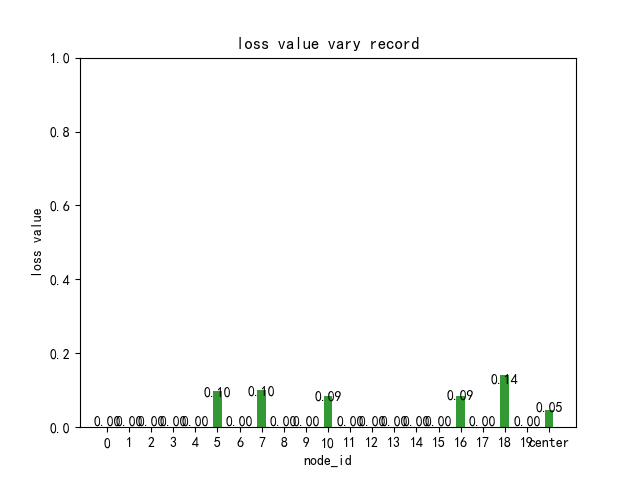 loss value vary record
1.0
0.8
0.6
0.4
0.2
0.0
loss value
0.00 0.00 0.00 0.00 0.00 0.10 0.00 0.10 0.00 0.00 0.09 0.00 0.00 0.00 0.00 0.00 0.09 0.00 0.14 0.00 0.05
0 1 2 3 4 5 6 7 8 9 10 11 12 13 14 15 16 17 18 19 center
node_id